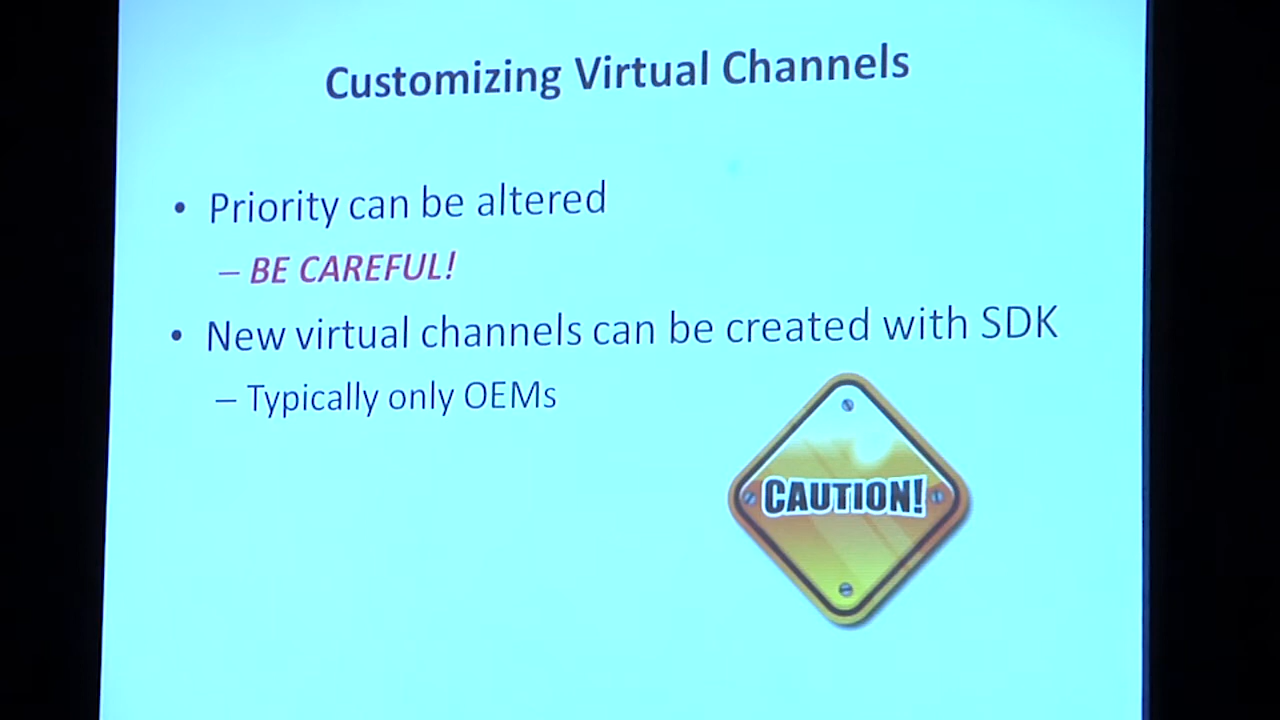 Customizing Virtual Channels
• Priority can be altered
– BE CAREFUL!
• New virtual channels can be created with SDK
– Typically only OEMs
CAUTION!